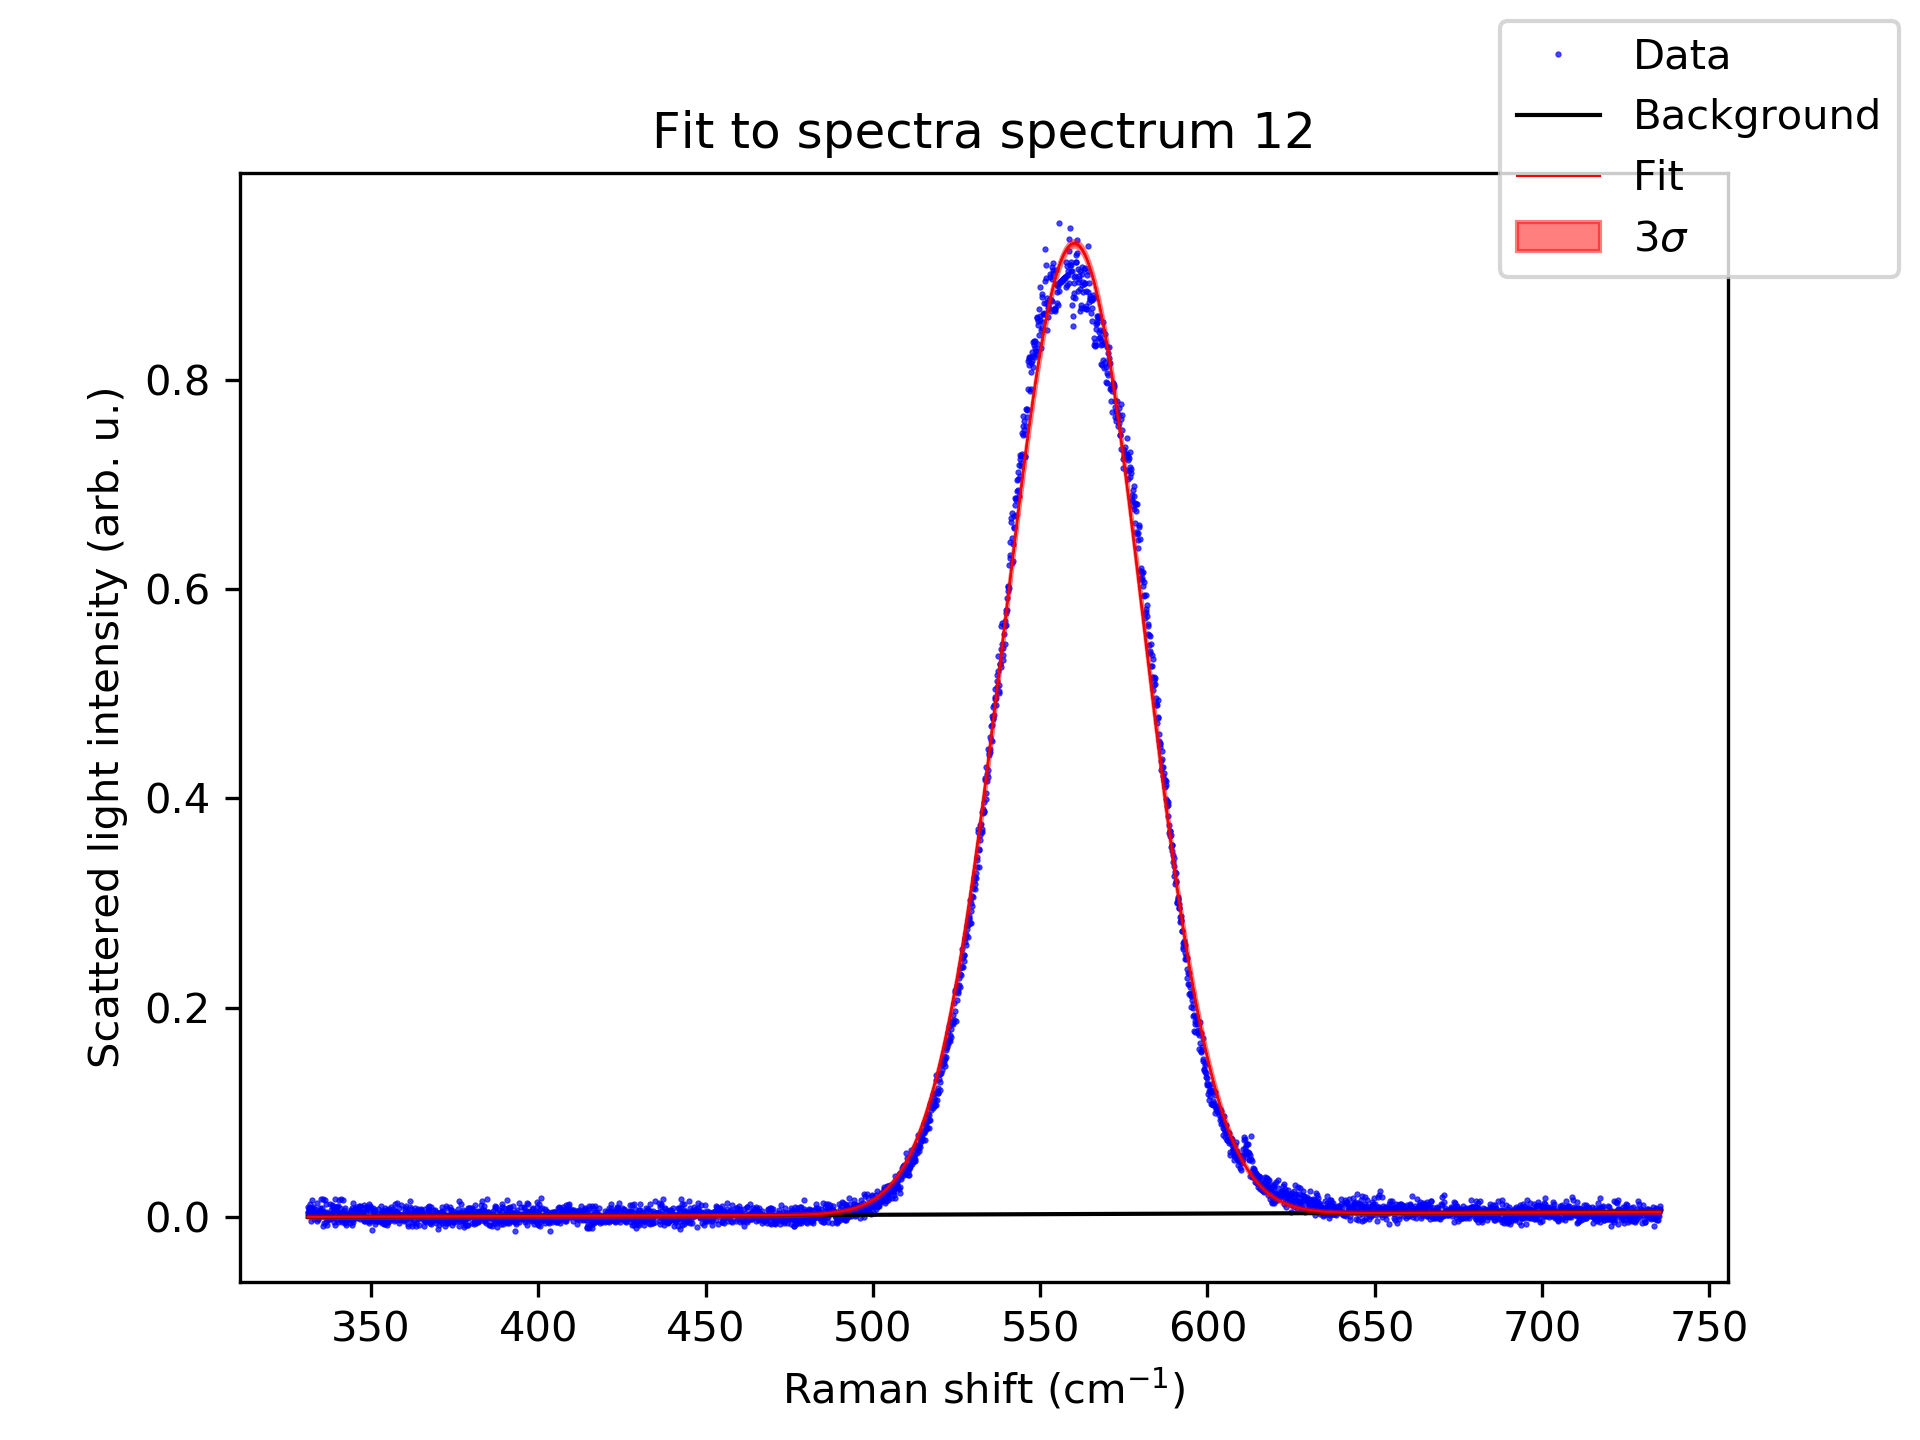 Data
Background
Fit
3σ
Fit to spectra spectrum 12
Scattered light intensity (arb. u.)
0.8
0.6
0.4
0.2
0.0
350 400 450 500 550 600 650 700 750
Raman shift (cm⁻¹)